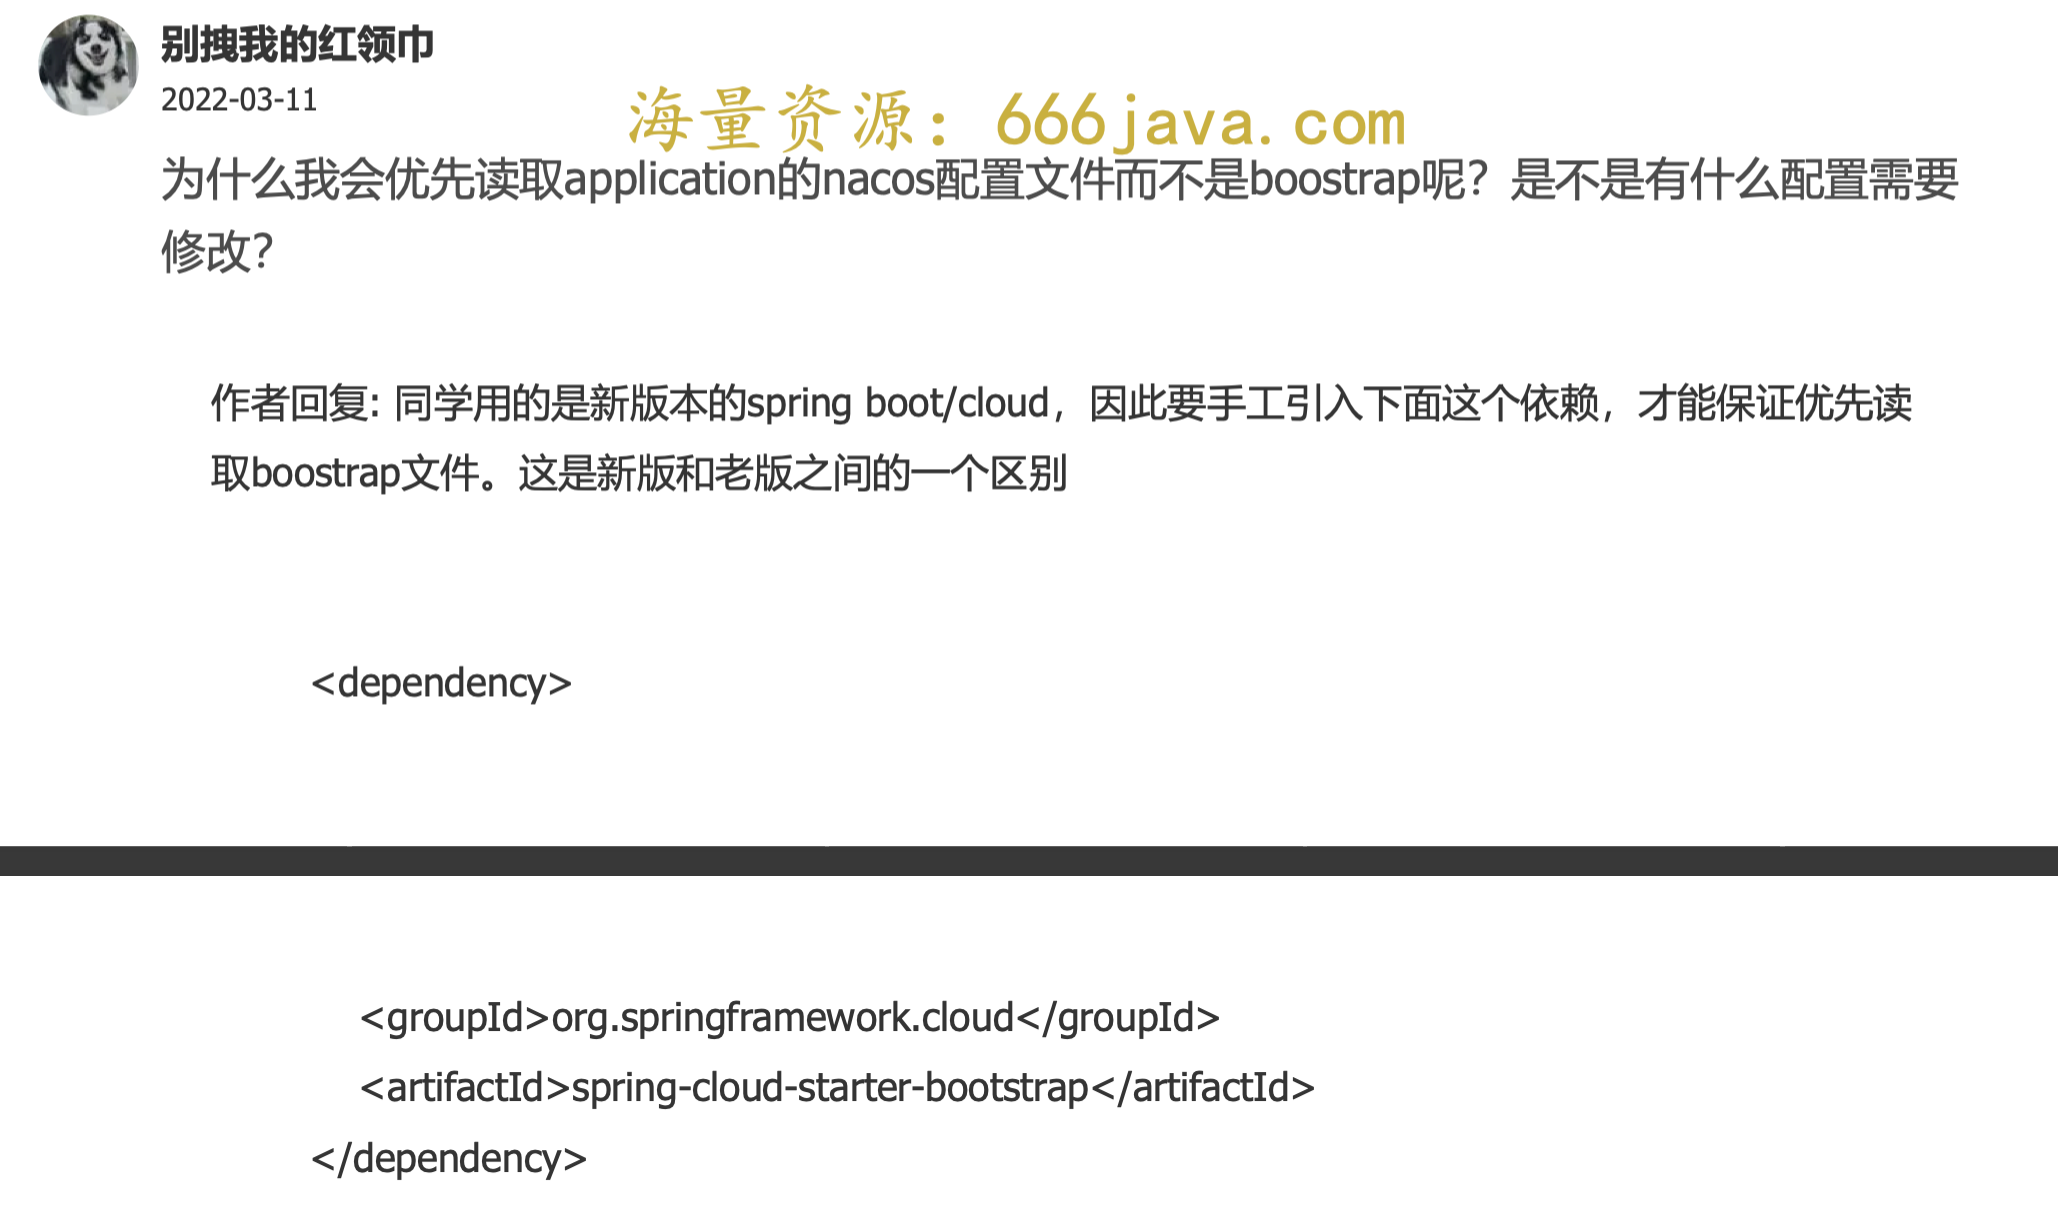 别拽我的红领巾
2022-03-11
海量资源：666java.com
为什么我会优先读取application的nacos配置文件而不是boostrap呢？是不是有什么配置需要
修改？
作者回复: 同学用的是新版本的spring boot/cloud，因此要手工引入下面这个依赖，才能保证优先读
取boostrap文件。这是新版和老版之间的一个区别
<dependency>
<groupId>org.springframework.cloud</groupId>
<artifactId>spring-cloud-starter-bootstrap</artifactId>
</dependency>